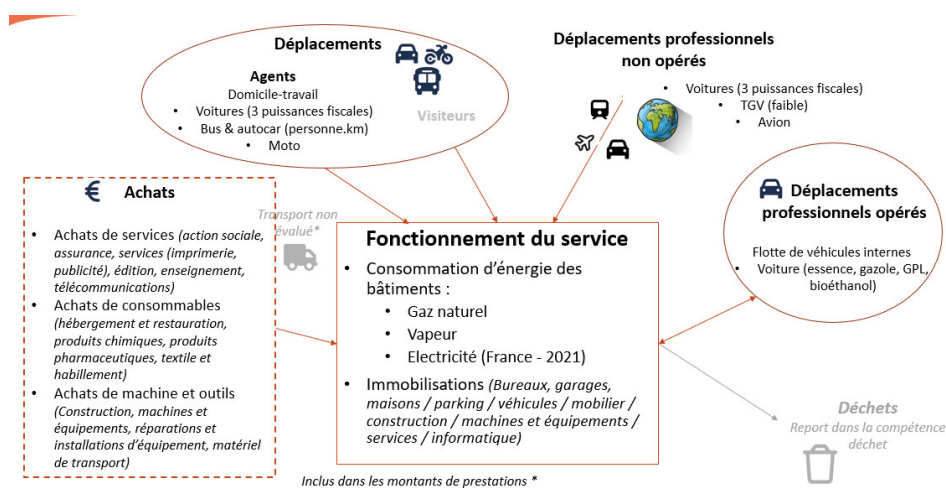 Déplacements
Agents
Domicile-travail
• Voitures (3 puissances fiscales)
• Bus & autocar (personne.km)
• Moto
Visiteurs
Déplacements professionnels
non opérés
• Voitures (3 puissances fiscales)
• TGV (faible)
• Avion
€ Achats
• Achats de services (action sociale,
assurance, services (imprimerie,
publicité), édition, enseignement,
télécommunications)
• Achats de consommables
(hébergement et restauration,
produits chimiques, produits
pharmaceutiques, textile et
habillement)
• Achats de machine et outils
(Construction, machines et
équipements, réparations et
installations d’équipement, matériel
de transport)
Transport non
évalué*
Fonctionnement du service
• Consommation d’énergie des
bâtiments :
• Gaz naturel
• Vapeur
• Electricité (France - 2021)
• Immobilisations (Bureaux, garages,
maisons / parking / véhicules / mobilier /
construction / machines et équipements /
services / informatique)
Déplacements
professionnels opérés
Flotte de véhicules internes
• Voiture (essence, gazole, GPL,
bioéthanol)
Déchets
Report dans la compétence
déchet
Inclus dans les montants de prestations *